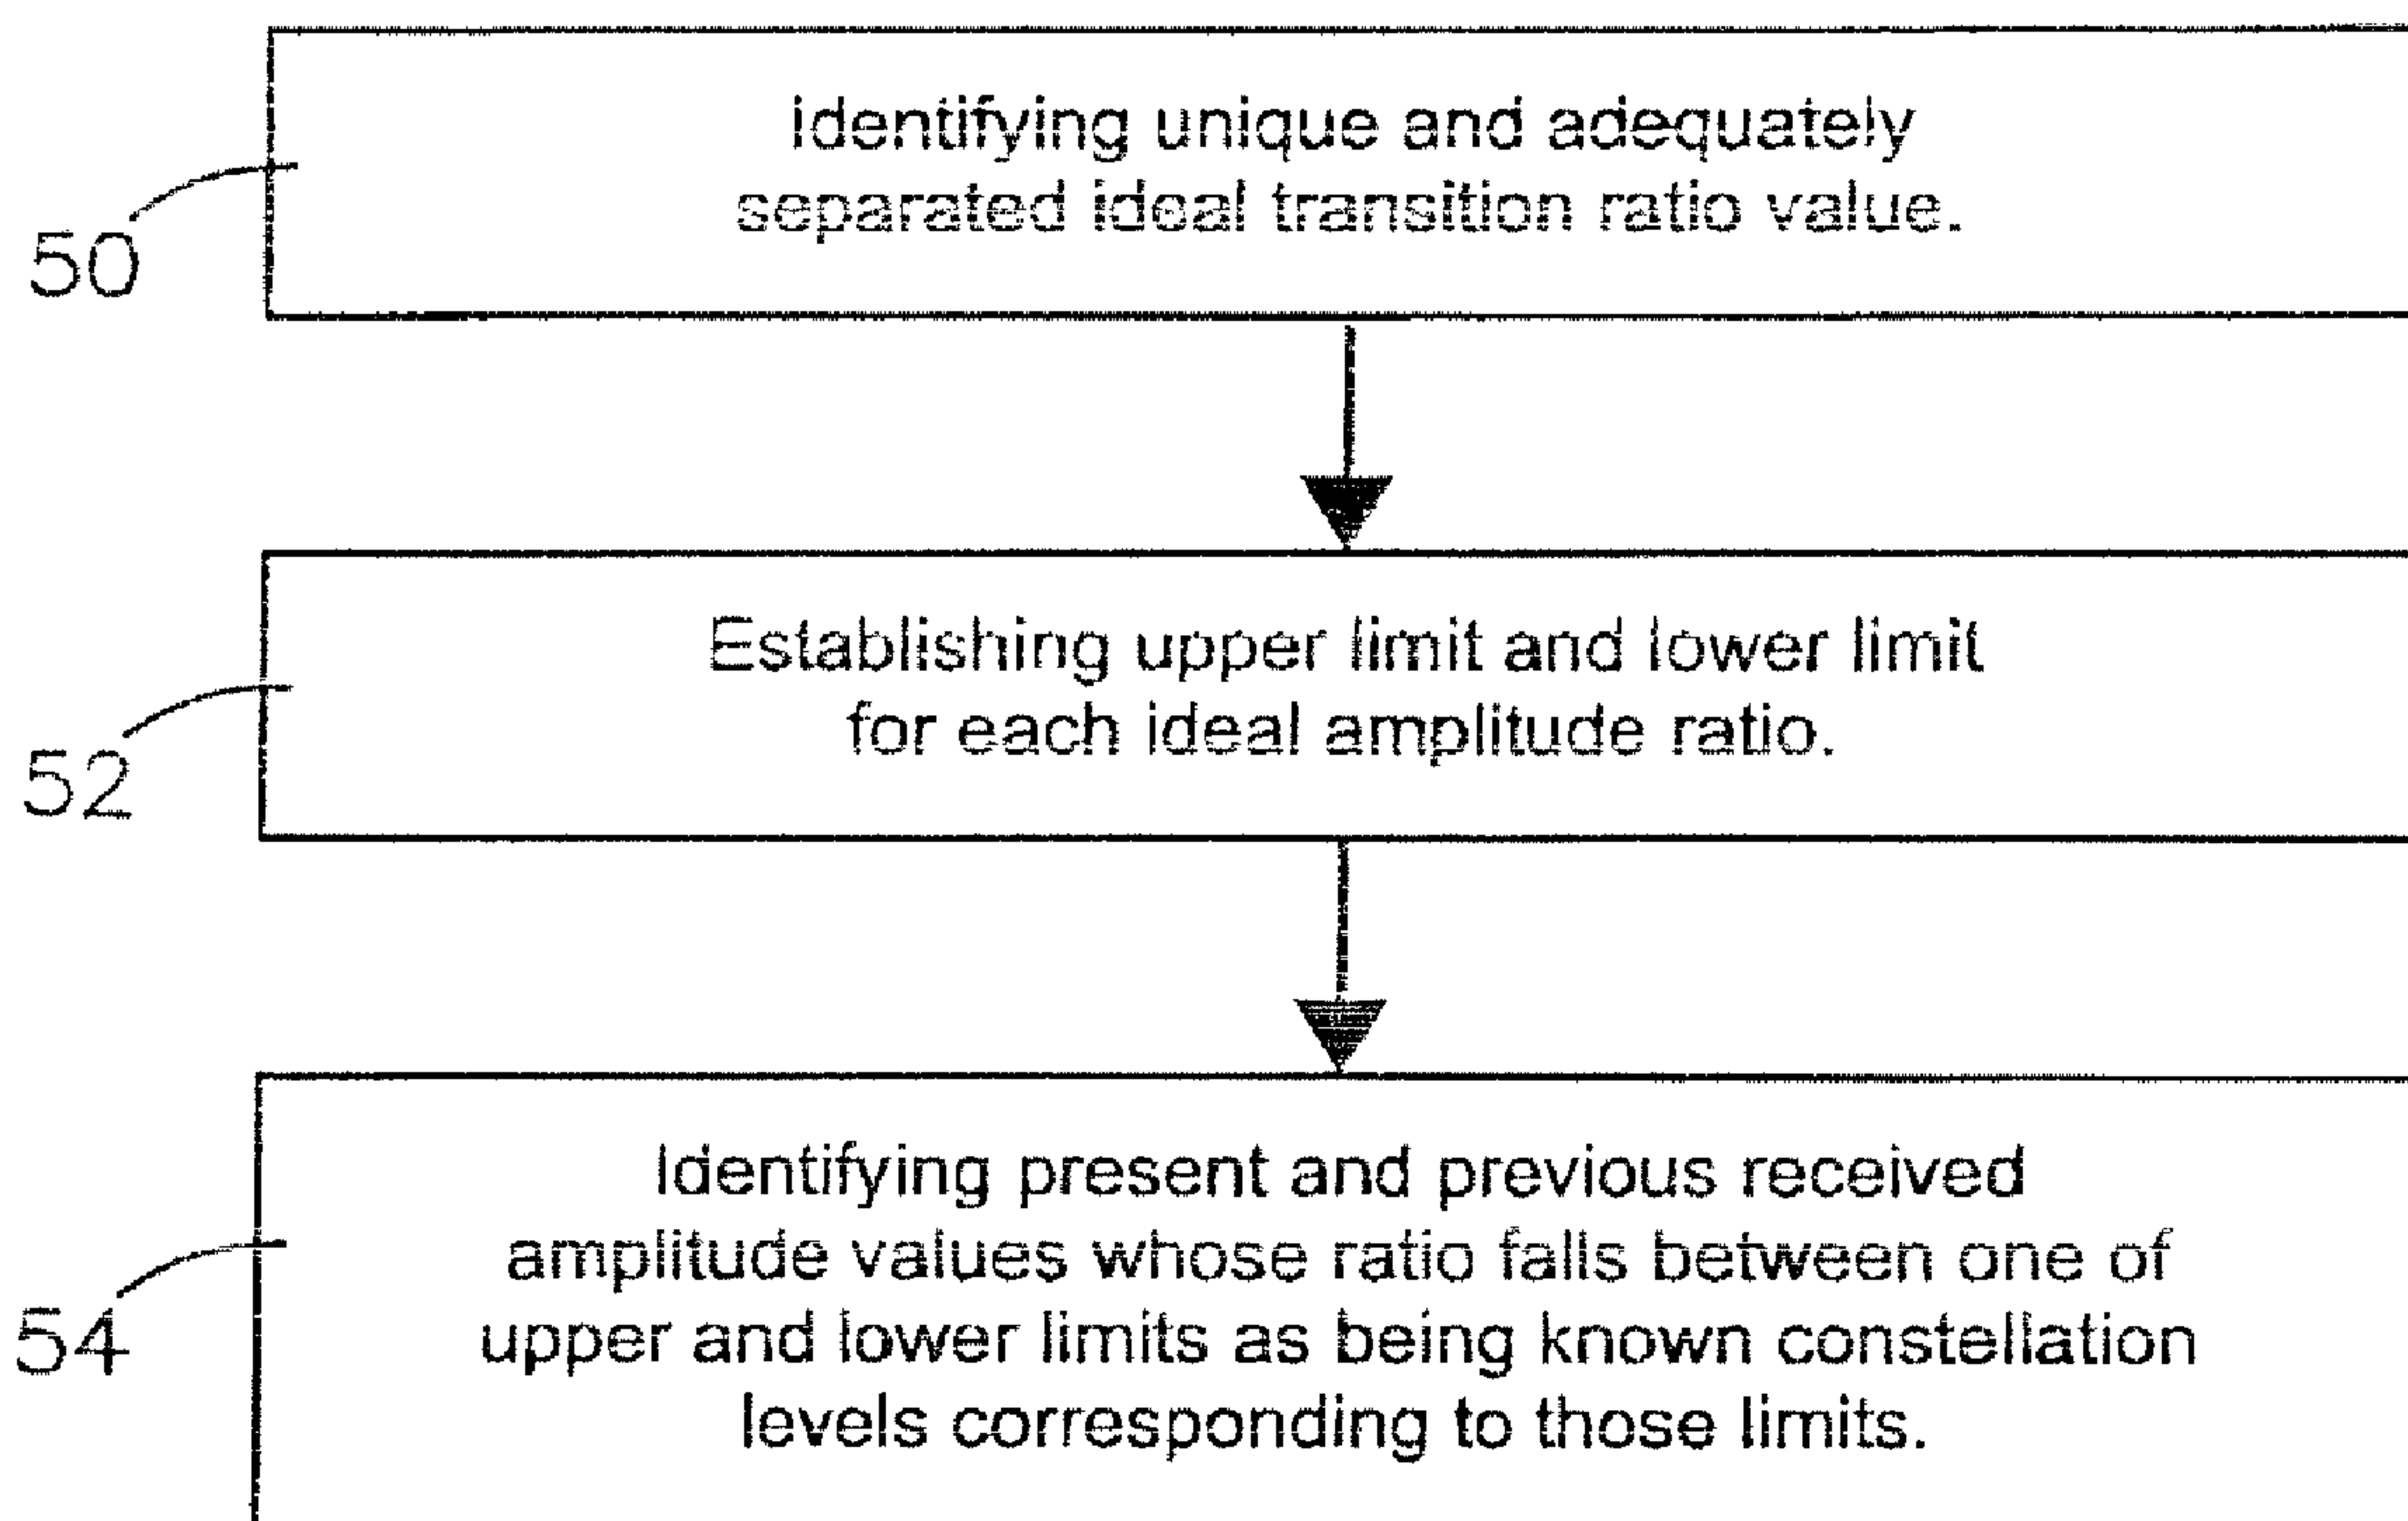 Identifying unique and adequately
separated ideal transition ratio value.
50
Establishing upper limit and lower limit
for each ideal amplitude ratio.
52
Identifying present and previous received
amplitude values whose ratio falls between one of
upper and lower limits as being known constellation
levels corresponding to those limits.
54